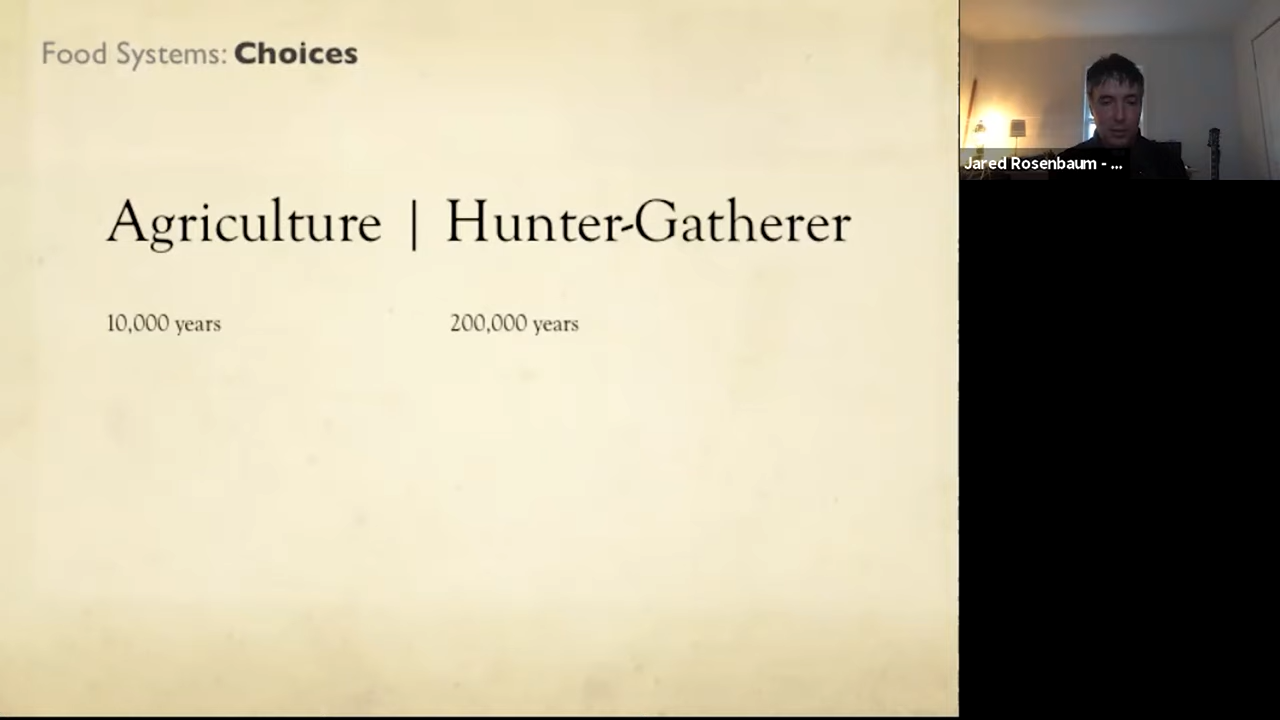 Food Systems: Choices
Agriculture | Hunter-Gatherer
10,000 years 200,000 years
Jared Rosenbaum - ...